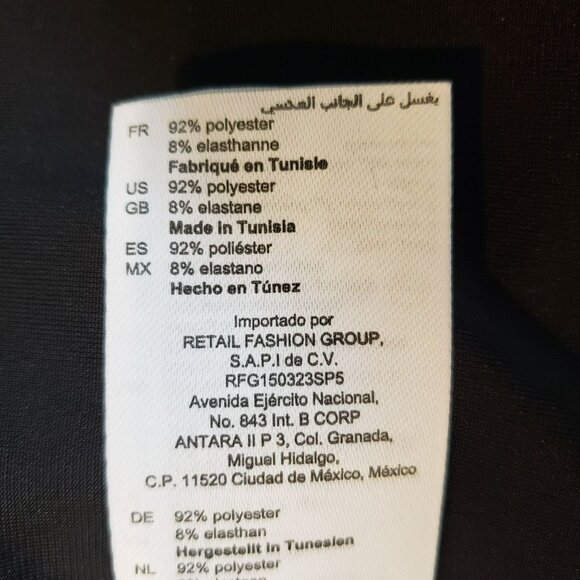 يغسل على الجانب العكسي
FR 92% polyester
8% elasthanne
Fabriqué en Tunisie
US 92% polyester
GB 8% elastane
Made in Tunisia
ES 92% poliéster
MX 8% elastano
Hecho en Túnez
Importado por
RETAIL FASHION GROUP,
S.A.P.I de C.V.
RFG150323SP5
Avenida Ejército Nacional,
No. 843 Int. B CORP
ANTARA II P 3, Col. Granada,
Miguel Hidalgo,
C.P. 11520 Ciudad de México, México
DE 92% polyester
8% elasthan
Hergestellt in Tunesien
NL 92% polyester